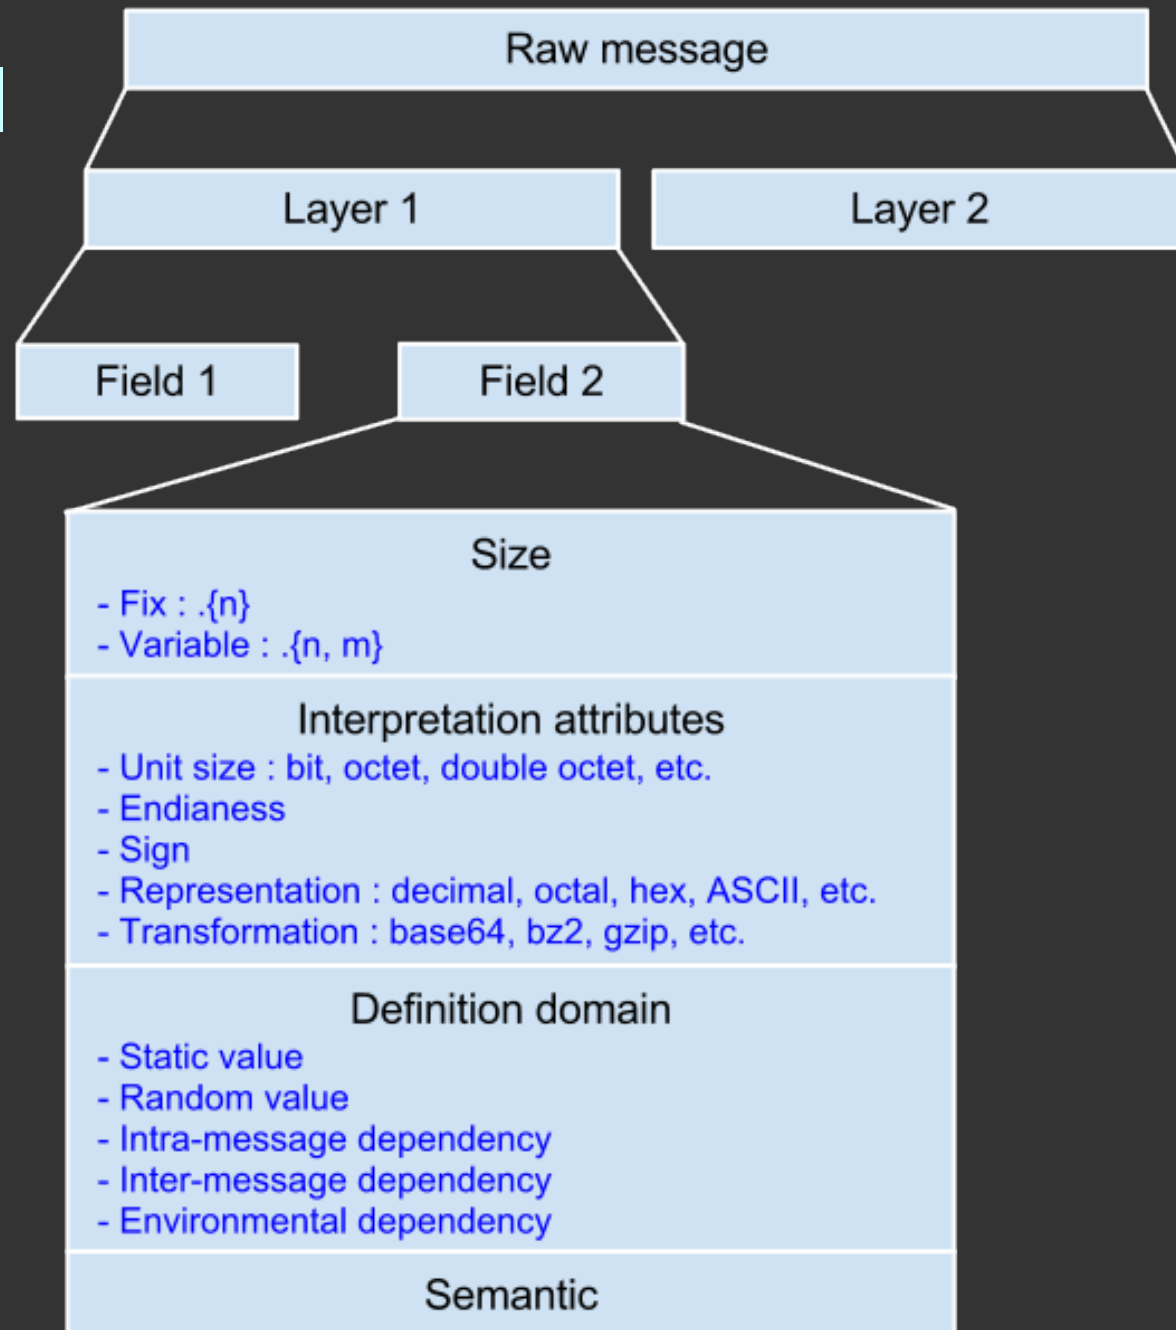 Raw message
Layer 1
Layer 2
Field 1
Field 2
Size
- Fix : .{n}
- Variable : .{n, m}
Interpretation attributes
- Unit size : bit, octet, double octet, etc.
- Endianess
- Sign
- Representation : decimal, octal, hex, ASCII, etc.
- Transformation : base64, bz2, gzip, etc.
Definition domain
- Static value
- Random value
- Intra-message dependency
- Inter-message dependency
- Environmental dependency
Semantic